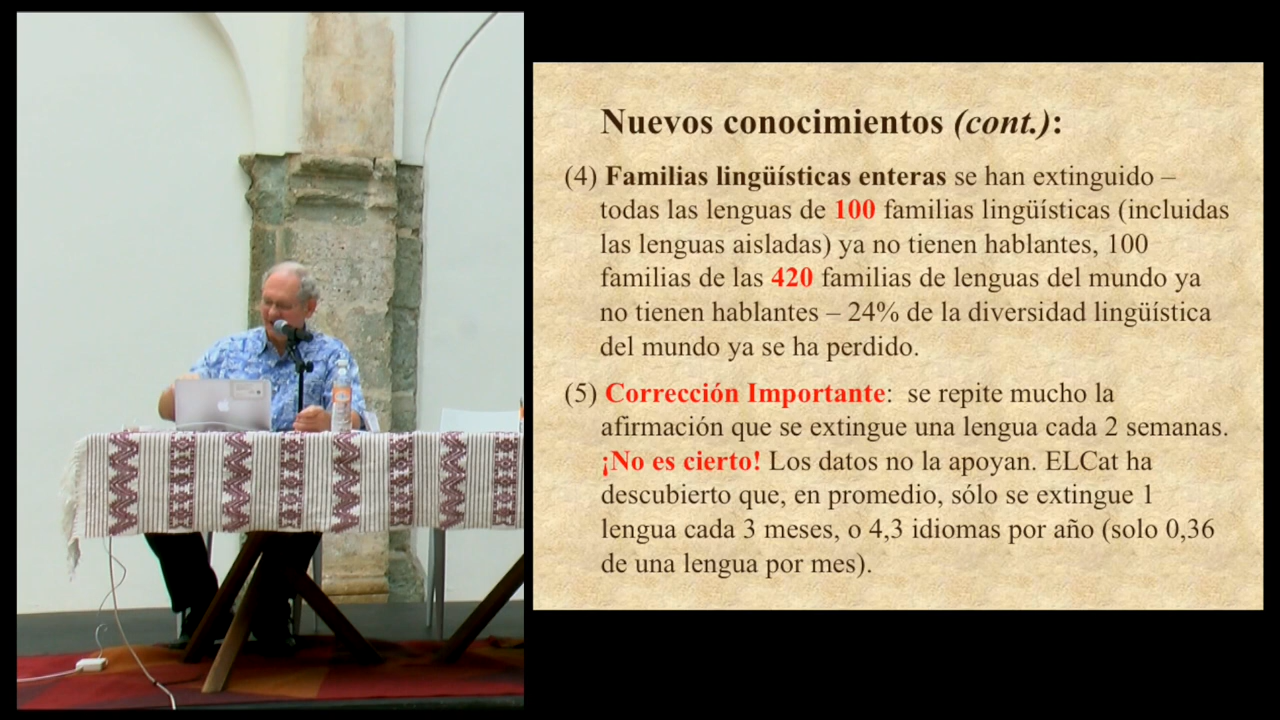 Nuevos conocimientos (cont.):
(4) Familias lingüísticas enteras se han extinguido –
todas las lenguas de 100 familias lingüísticas (incluidas
las lenguas aisladas) ya no tienen hablantes, 100
familias de las 420 familias de lenguas del mundo ya
no tienen hablantes – 24% de la diversidad lingüística
del mundo ya se ha perdido.
(5) Corrección Importante: se repite mucho la
afirmación que se extingue una lengua cada 2 semanas.
¡No es cierto! Los datos no la apoyan. ELCat ha
descubierto que, en promedio, sólo se extingue 1
lengua cada 3 meses, o 4,3 idiomas por año (solo 0,36
de una lengua por mes).